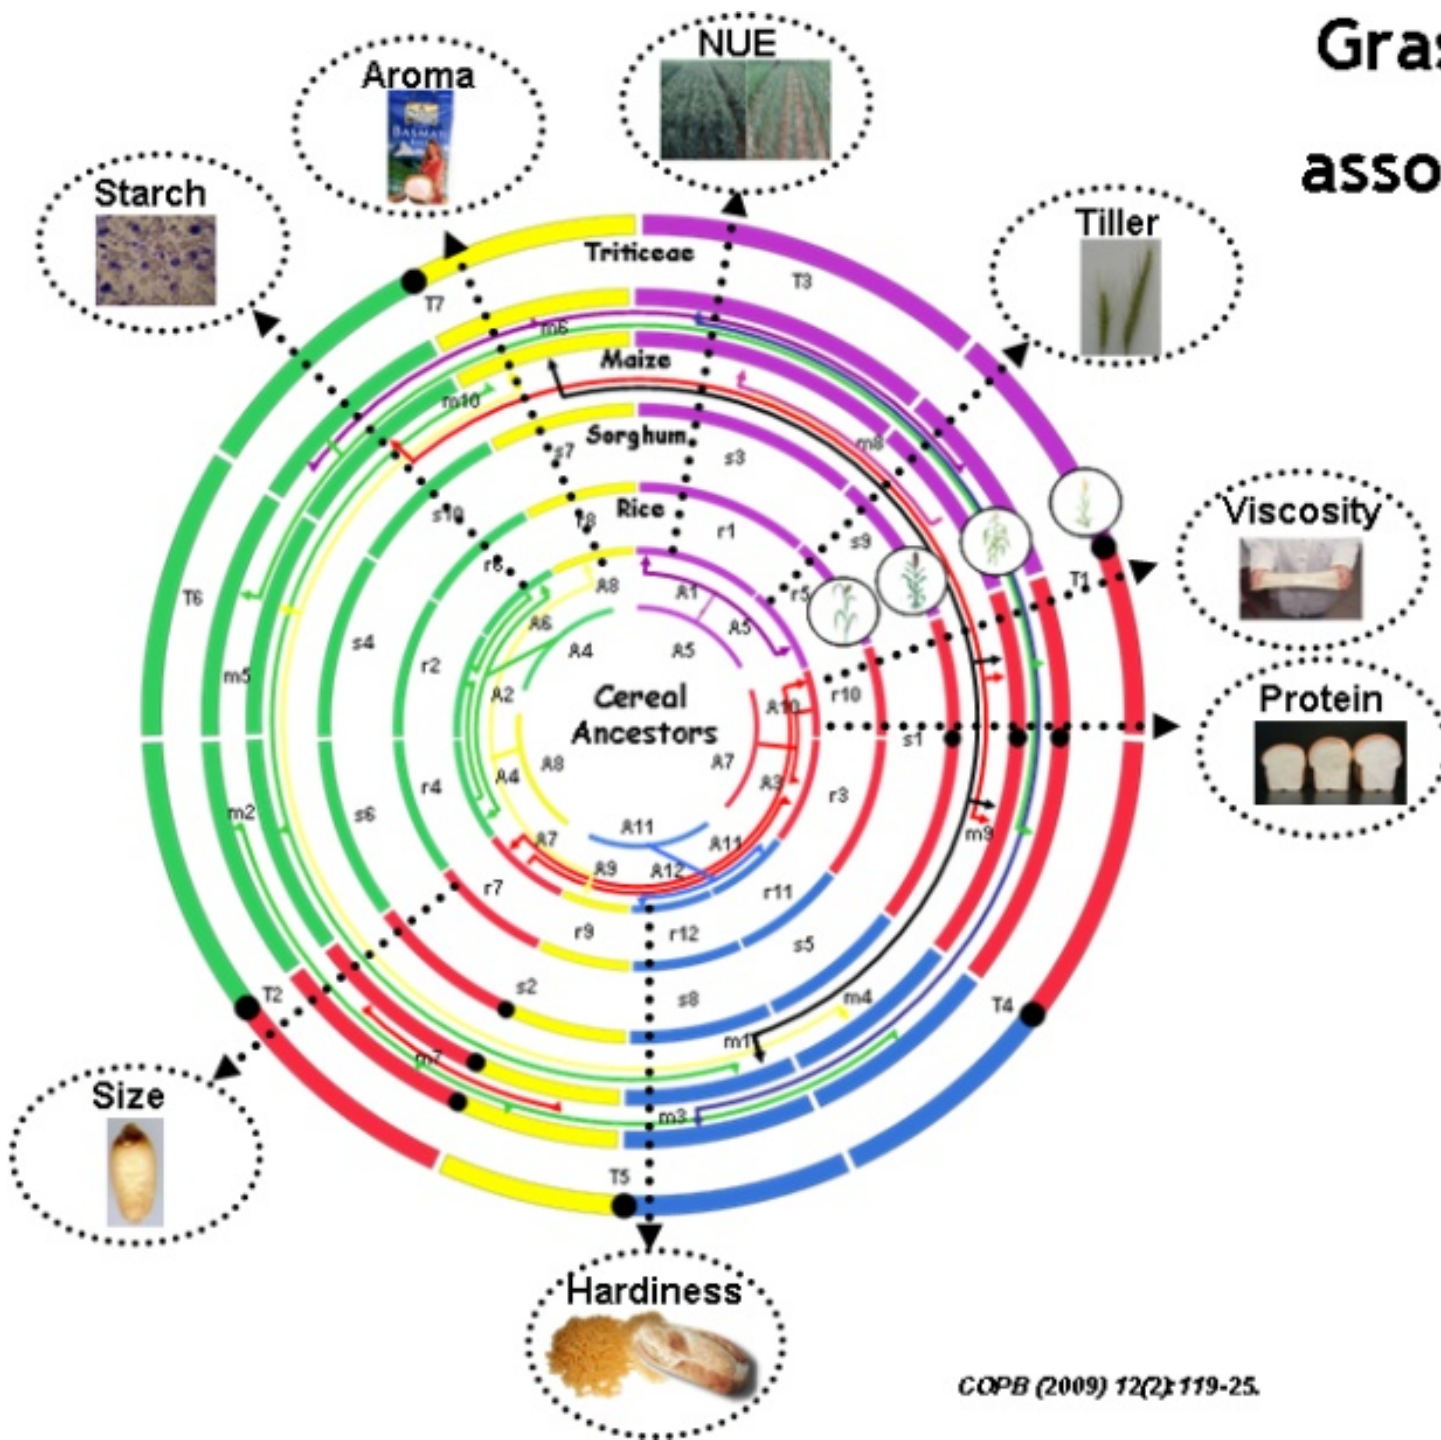 Gras
asso
NUE
Aroma
BASMATI
Starch
Tiller
Triticeae
T3
T7
m6
Maize
m10
m8
Sorghum
s7
s3
s10
s9
Rice
r8
r1
r6
r5
T1
Viscosity
T6
A8
A1
A6
A5
A4
A5
s4
r2
m5
A2
Cereal
Ancestors
A10
r10
Protein
s1
A8
A7
A4
A3
r4
r3
m2
s6
m9
A11
A7
A11
A9
A12
r7
r11
r9
r12
s5
s2
s8
T2
m4
T4
m1
m7
Size
m3
T5
Hardiness
COPB (2009) 12(2):119-25.